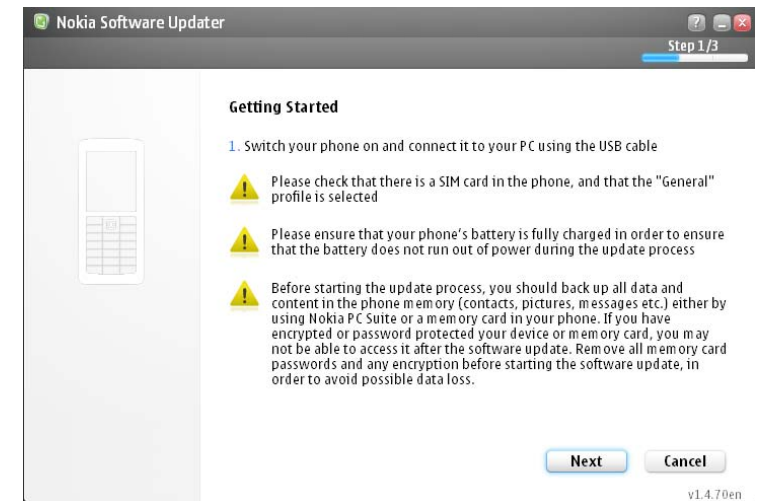 Nokia Software Updater
Step 1/3
Getting Started
1. Switch your phone on and connect it to your PC using the USB cable
Please check that there is a SIM card in the phone, and that the "General"
profile is selected
Please ensure that your phone's battery is fully charged in order to ensure
that the battery does not run out of power during the update process
Before starting the update process, you should back up all data and
content in the phone memory (contacts, pictures, messages etc.) either by
using Nokia PC Suite or a memory card in your phone. If you have
encrypted or password protected your device or memory card, you may
not be able to access it after the software update. Remove all memory card
passwords and any encryption before starting the software update, in
order to avoid possible data loss.
Next Cancel
v1.4.70en